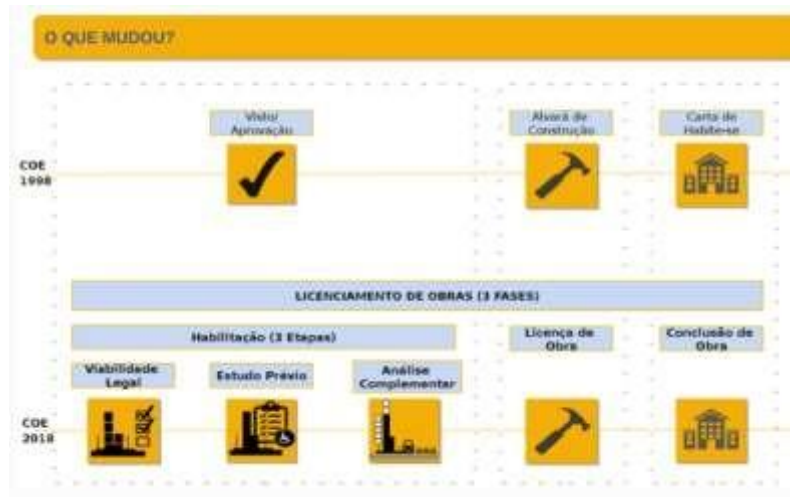 O QUE MUDOU?
Visto/
Aprovação
Alvará de
Construção
Carta de
Habite-se
COE
1998
LICENCIAMENTO DE OBRAS (3 FASES)
Habilitação (3 Etapas)
Licença de
Obra
Conclusão de
Obra
Viabilidade
Legal
Estudo Prévio
Análise
Complementar
COE
2018